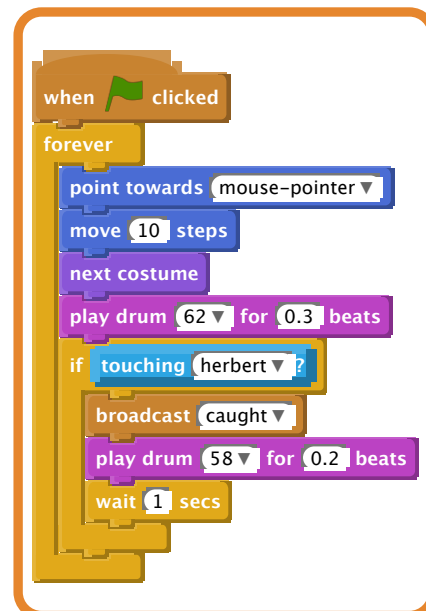 when clicked
forever
point towards mouse-pointer
move 10 steps
next costume
play drum 62 for 0.3 beats
if touching herbert ?
broadcast caught
play drum 58 for 0.2 beats
wait 1 secs